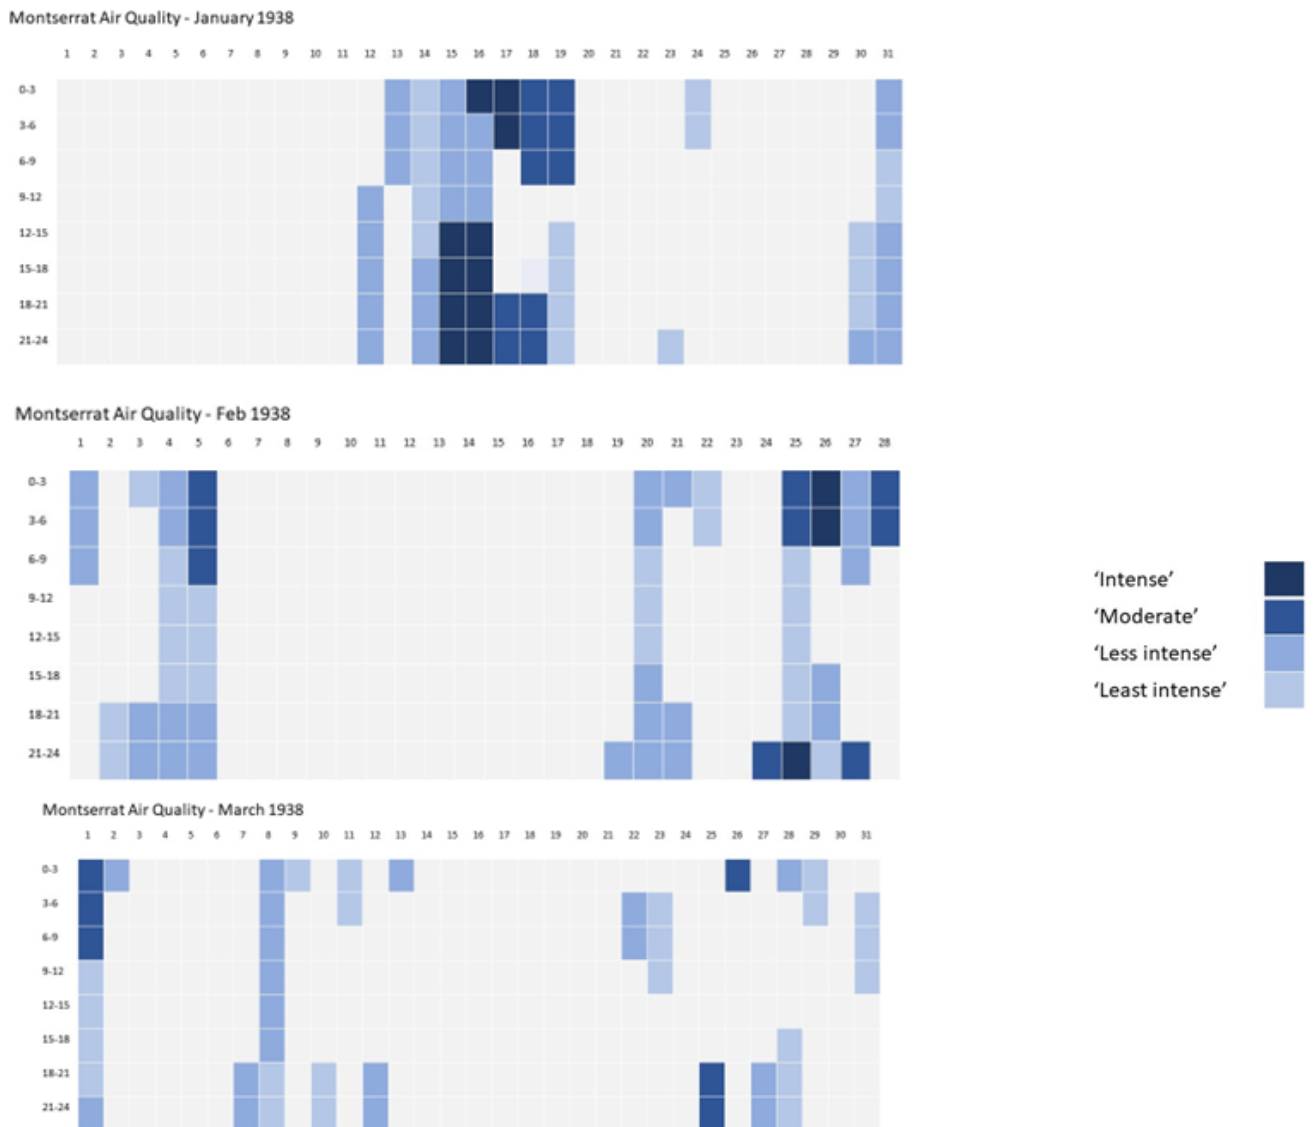 Montserrat Air Quality - January 1938
1 2 3 4 5 6 7 8 9 10 11 12 13 14 15 16 17 18 19 20 21 22 23 24 25 26 27 28 29 30 31
0-3
3-6
6-9
9-12
12-15
15-18
18-21
21-24
Montserrat Air Quality - Feb 1938
1 2 3 4 5 6 7 8 9 10 11 12 13 14 15 16 17 18 19 20 21 22 23 24 25 26 27 28
0-3
3-6
6-9
9-12
12-15
15-18
18-21
21-24
‘Intense’
‘Moderate’
‘Less intense’
‘Least intense’
Montserrat Air Quality - March 1938
1 2 3 4 5 6 7 8 9 10 11 12 13 14 15 16 17 18 19 20 21 22 23 24 25 26 27 28 29 30 31
0-3
3-6
6-9
9-12
12-15
15-18
18-21
21-24